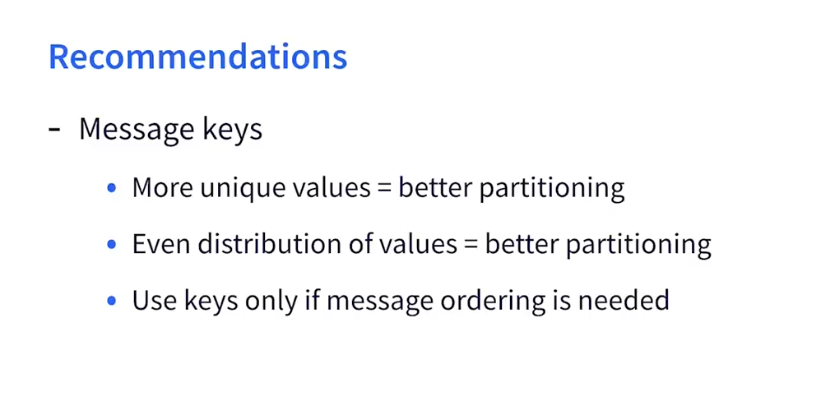 Recommendations
- Message keys
• More unique values = better partitioning
• Even distribution of values = better partitioning
• Use keys only if message ordering is needed